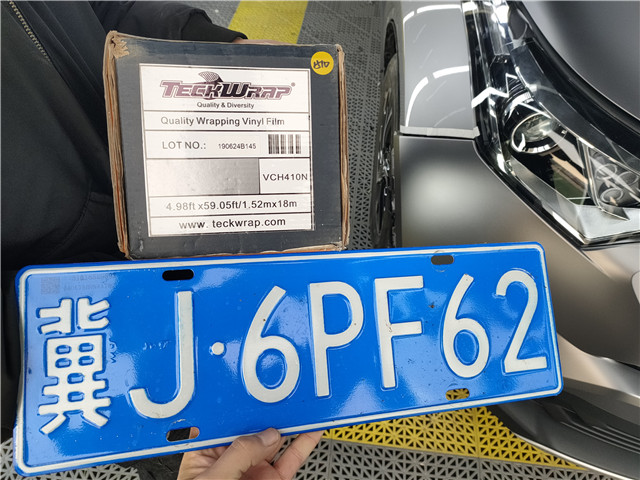 TECKWRAP®
Quality & Diversity
Quality Wrapping Vinyl Film
LOT NO.: 190624B145
VCH410N
4.98ft x59.05ft/1.52mx18m
www. teckwrap.com
冀J·6PF62